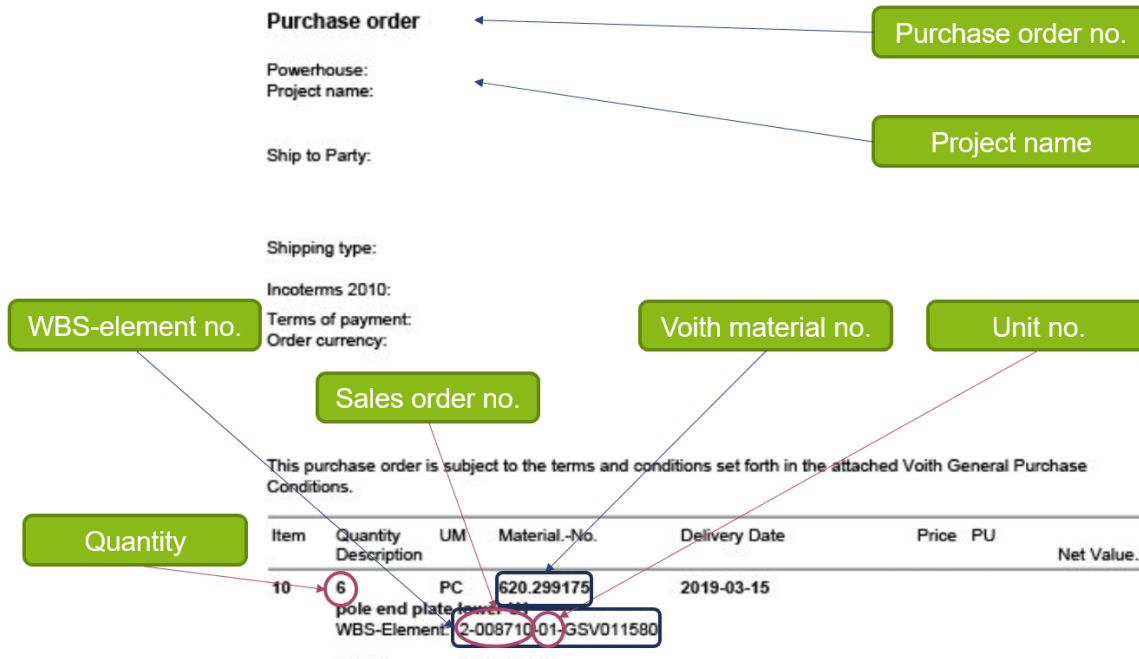 Purchase order
Purchase order no.
Powerhouse:
Project name:
Project name
Ship to Party:
Shipping type:
Incoterms 2010:
WBS-element no.
Terms of payment:
Order currency:
Voith material no.
Unit no.
Sales order no.
This purchase order is subject to the terms and conditions set forth in the attached Voith General Purchase
Conditions.
Quantity
Item Quantity UM Material.-No. Delivery Date Price PU
Description Net Value.
10 6 PC 620.299175 2019-03-15
pole end plate lower
WBS-Element: 2-008710-01-GSV011580